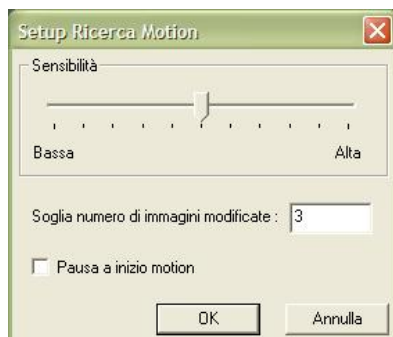 Setup Ricerca Motion
Sensibilità
Bassa Alta
Soglia numero di immagini modificate : 3
Pausa a inizio motion
OK Annulla